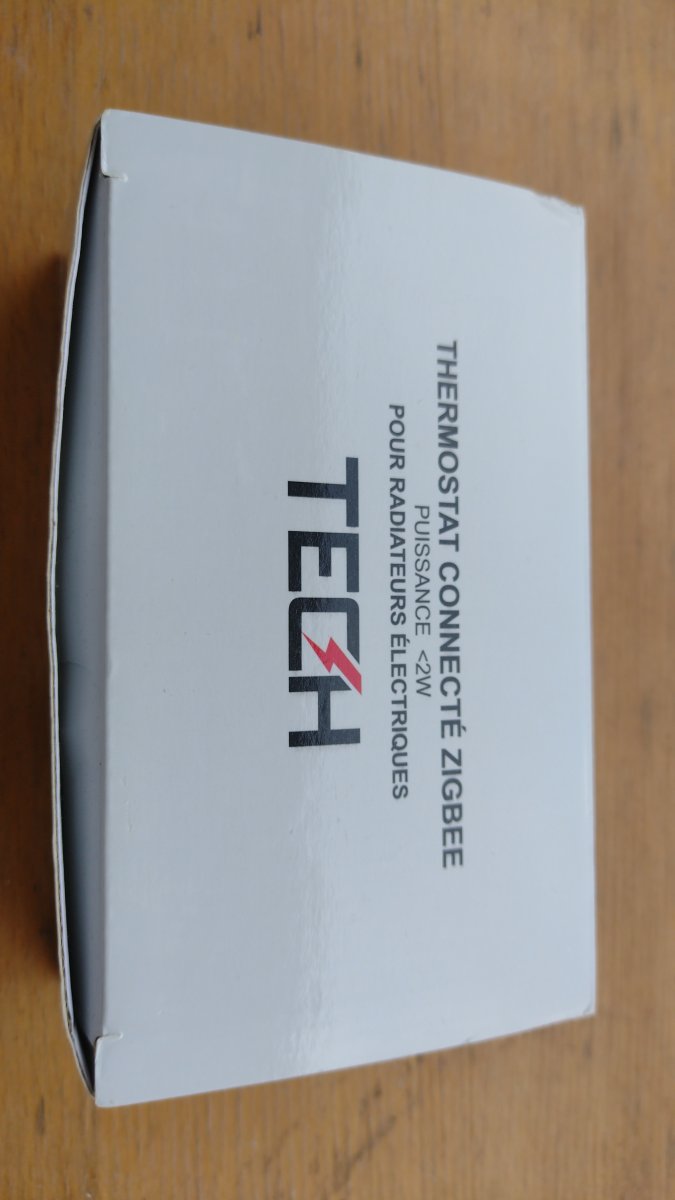 THERMOSTAT CONNECTÉ ZIGBEE
PUISSANCE <2W
POUR RADIATEURS ÉLECTRIQUES
TECH